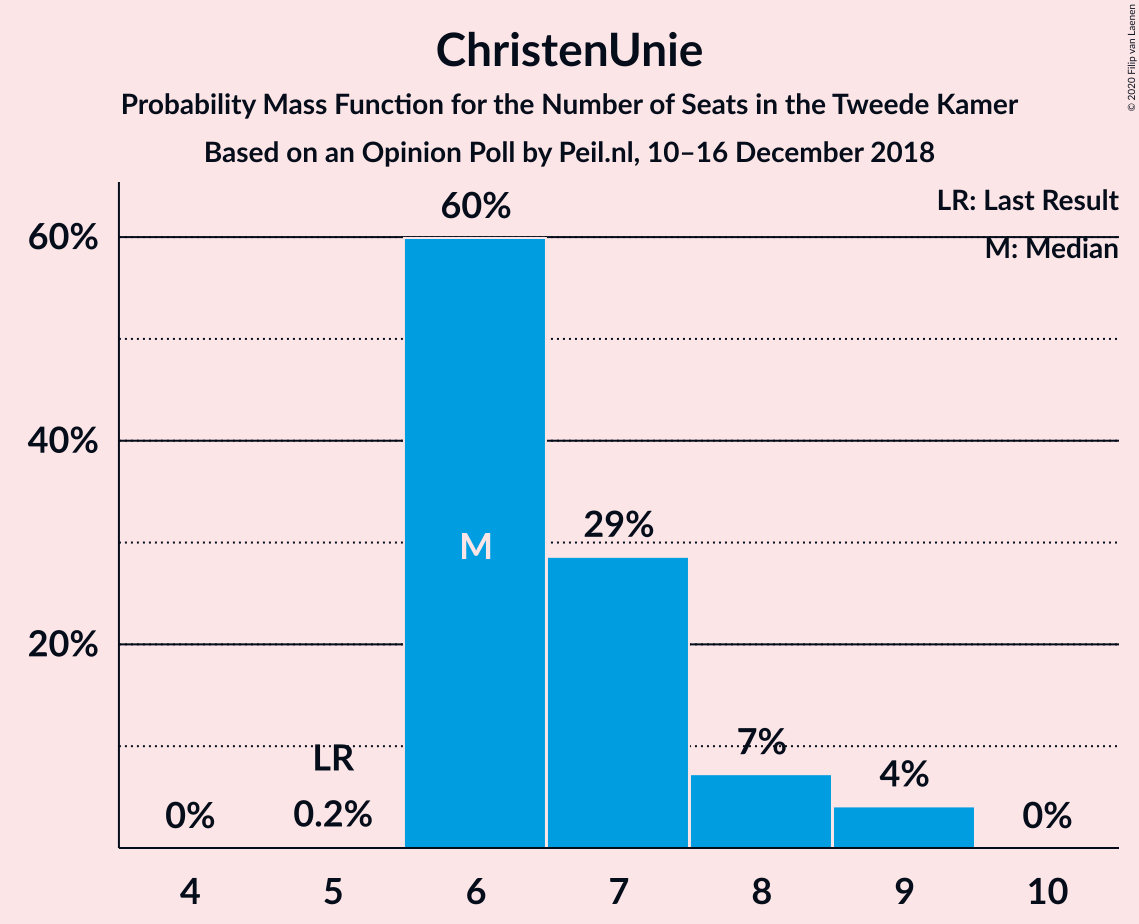 ChristenUnie
Probability Mass Function for the Number of Seats in the Tweede Kamer
Based on an Opinion Poll by Peil.nl, 10–16 December 2018
© 2020 Filip van Laenen
LR: Last Result
M: Median
60%
40%
20%
0%
LR
0.2%
60%
M
29%
7%
4%
0%
4 5 6 7 8 9 10